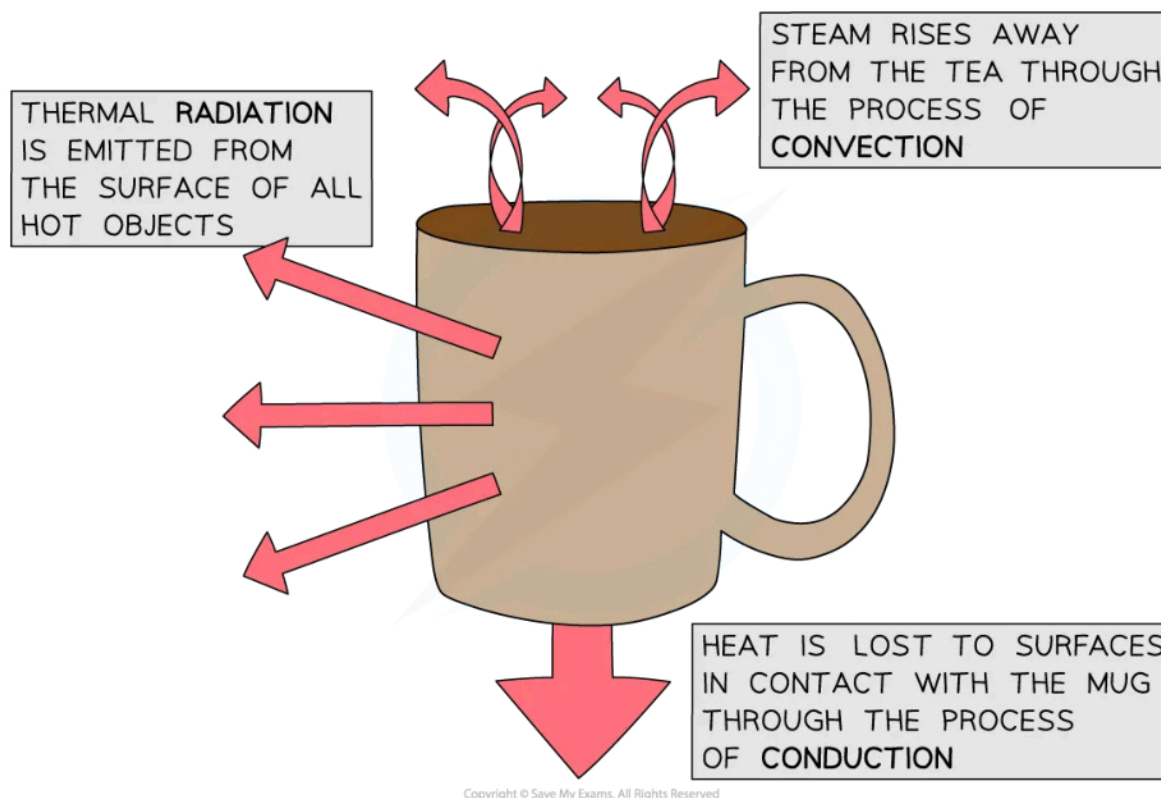 THERMAL RADIATION
IS EMITTED FROM
THE SURFACE OF ALL
HOT OBJECTS
STEAM RISES AWAY
FROM THE TEA THROUGH
THE PROCESS OF
CONVECTION
HEAT IS LOST TO SURFACES
IN CONTACT WITH THE MUG
THROUGH THE PROCESS
OF CONDUCTION
Copyright © Save My Exams. All Rights Reserved